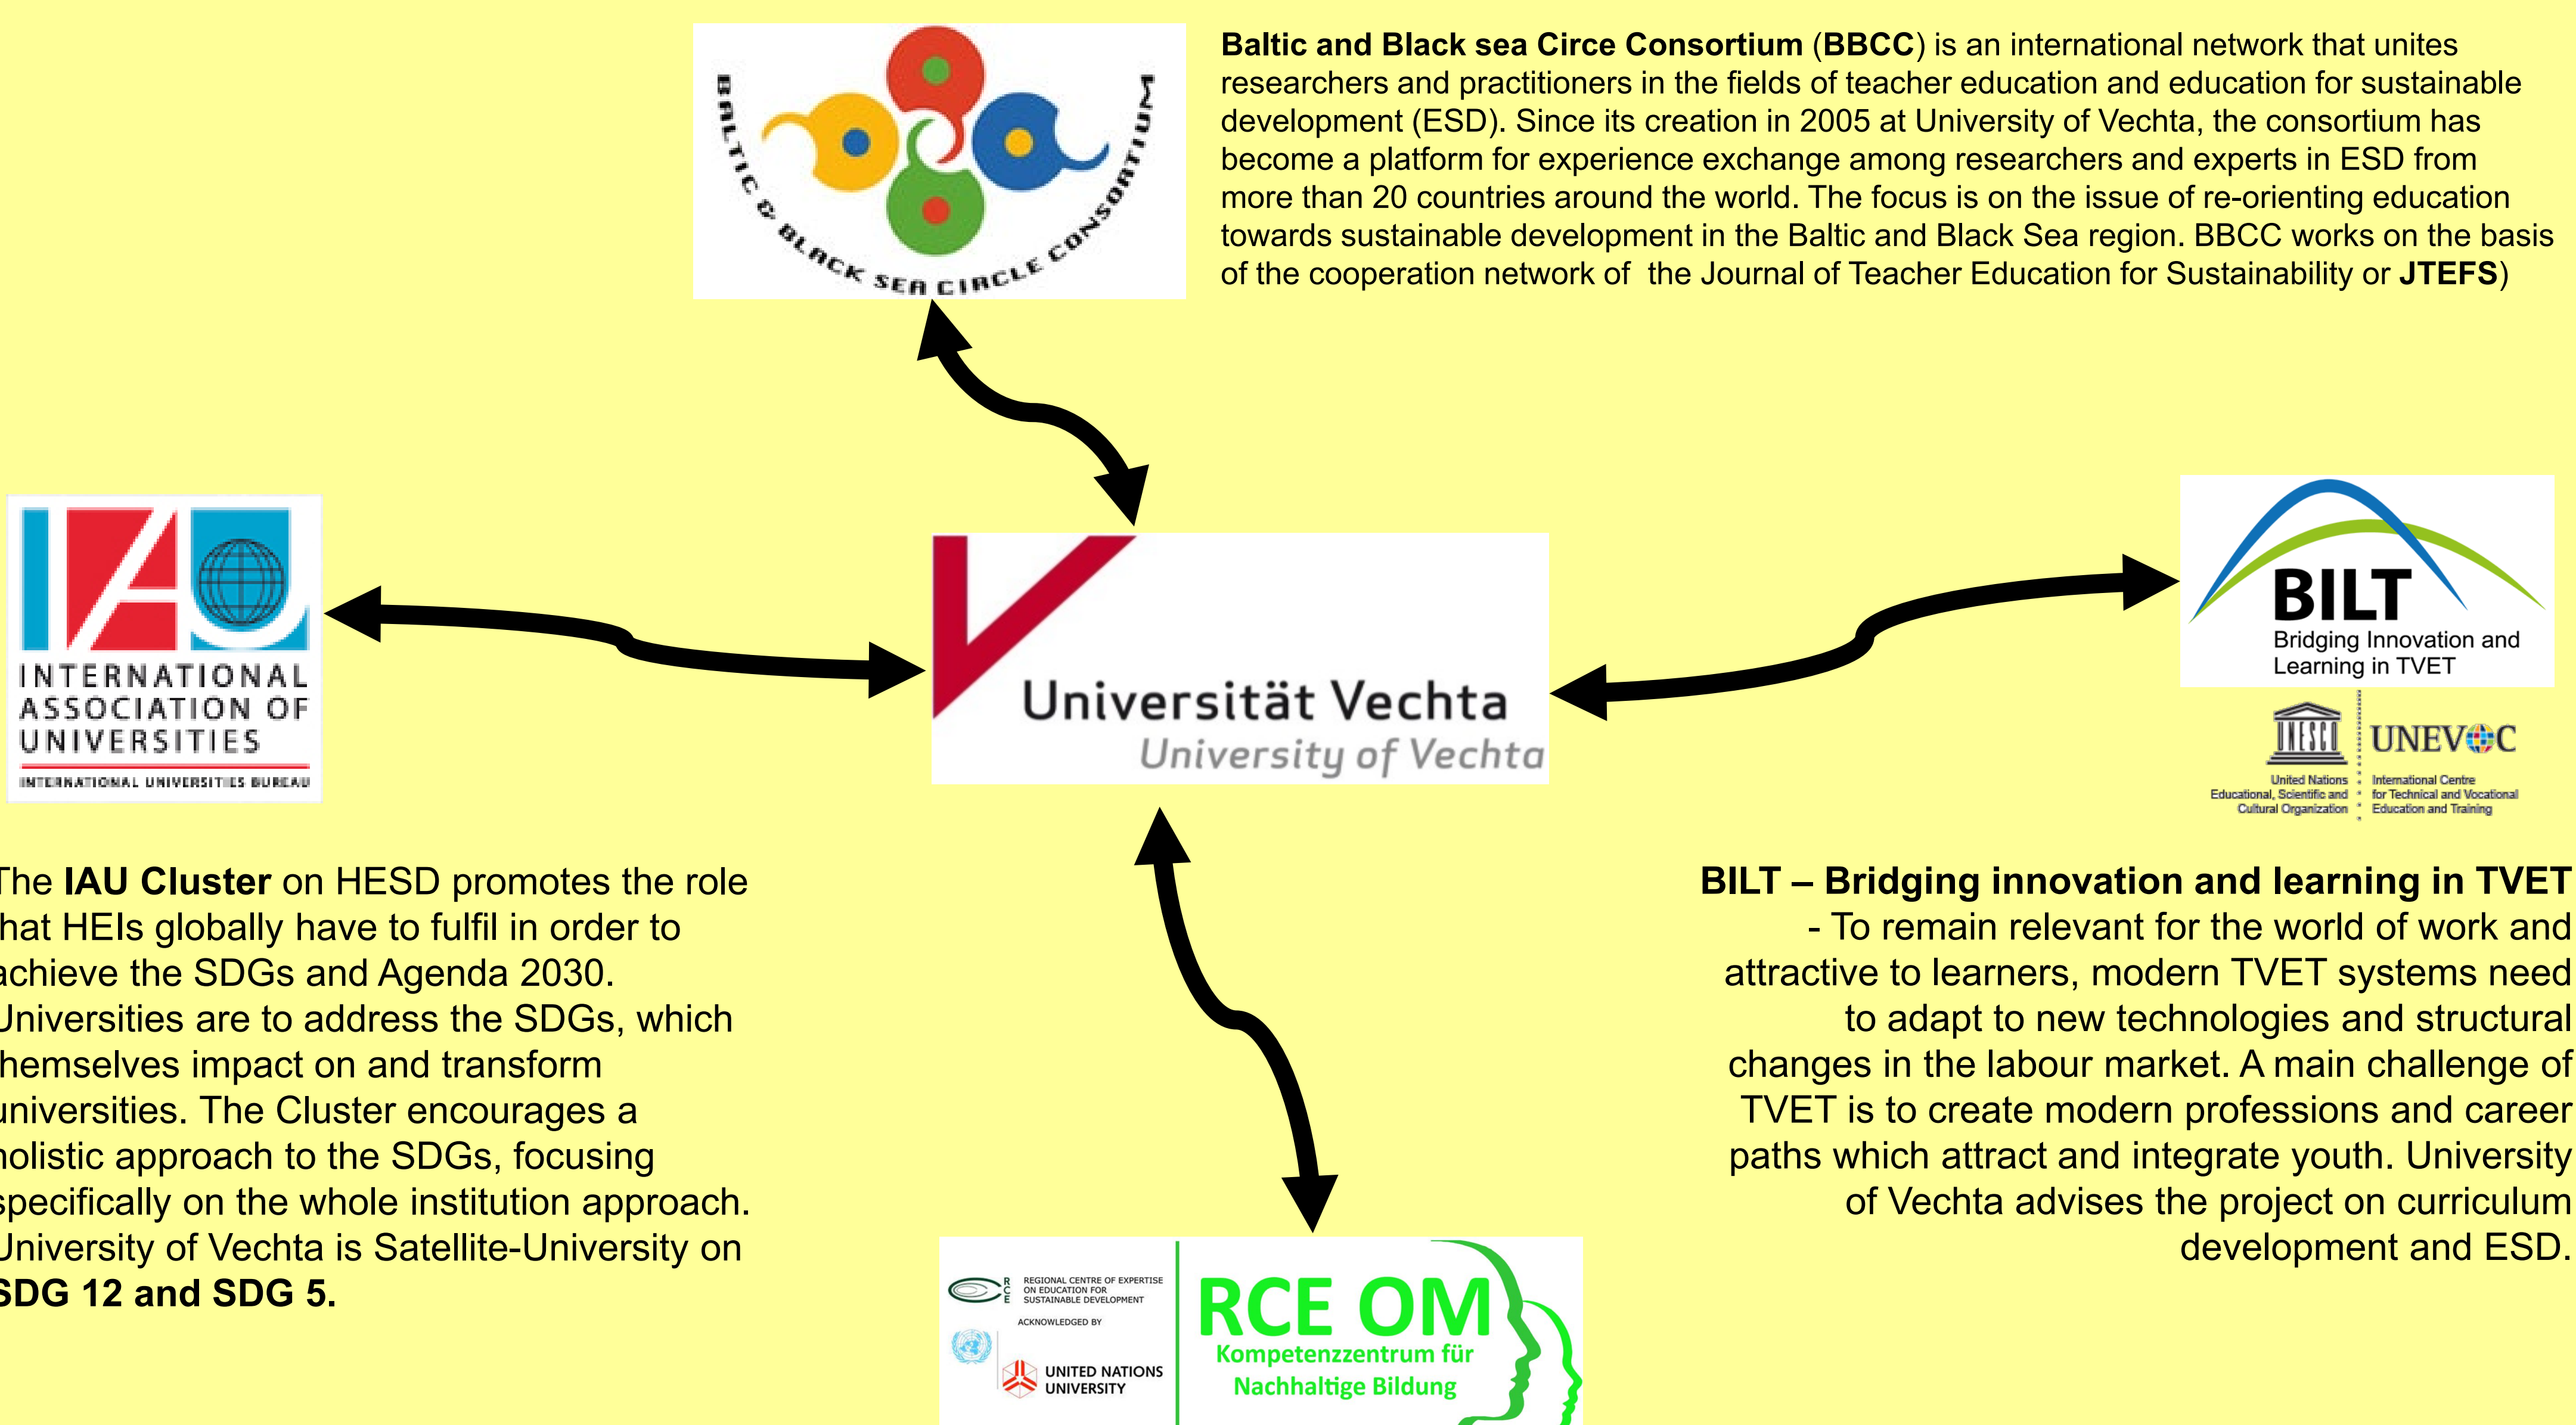 BALTIC & BLACK SEA CIRCLE CONSORTIUM
Baltic and Black sea Circe Consortium (BBCC) is an international network that unites
researchers and practitioners in the fields of teacher education and education for sustainable
development (ESD). Since its creation in 2005 at University of Vechta, the consortium has
become a platform for experience exchange among researchers and experts in ESD from
more than 20 countries around the world. The focus is on the issue of re-orienting education
towards sustainable development in the Baltic and Black Sea region. BBCC works on the basis
of the cooperation network of the Journal of Teacher Education for Sustainability or JTEFS)
IAU
INTERNATIONAL
ASSOCIATION OF
UNIVERSITIES
INTERNATIONAL UNIVERSITIES BUREAU
Universität Vechta
University of Vechta
BILT
Bridging Innovation and
Learning in TVET
UNESCO
United Nations
Educational, Scientific and
Cultural Organization
UNEVOC
International Centre
for Technical and Vocational
Education and Training
The IAU Cluster on HESD promotes the role
that HEIs globally have to fulfil in order to
achieve the SDGs and Agenda 2030.
Universities are to address the SDGs, which
themselves impact on and transform
universities. The Cluster encourages a
holistic approach to the SDGs, focusing
specifically on the whole institution approach.
University of Vechta is Satellite-University on
SDG 12 and SDG 5.
BILT – Bridging innovation and learning in TVET
- To remain relevant for the world of work and
attractive to learners, modern TVET systems need
to adapt to new technologies and structural
changes in the labour market. A main challenge of
TVET is to create modern professions and career
paths which attract and integrate youth. University
of Vechta advises the project on curriculum
development and ESD.
RCE
REGIONAL CENTRE OF EXPERTISE
ON EDUCATION FOR
SUSTAINABLE DEVELOPMENT
ACKNOWLEDGED BY
UNITED NATIONS
UNIVERSITY
RCE OM
Kompetenzzentrum für
Nachhaltige Bildung